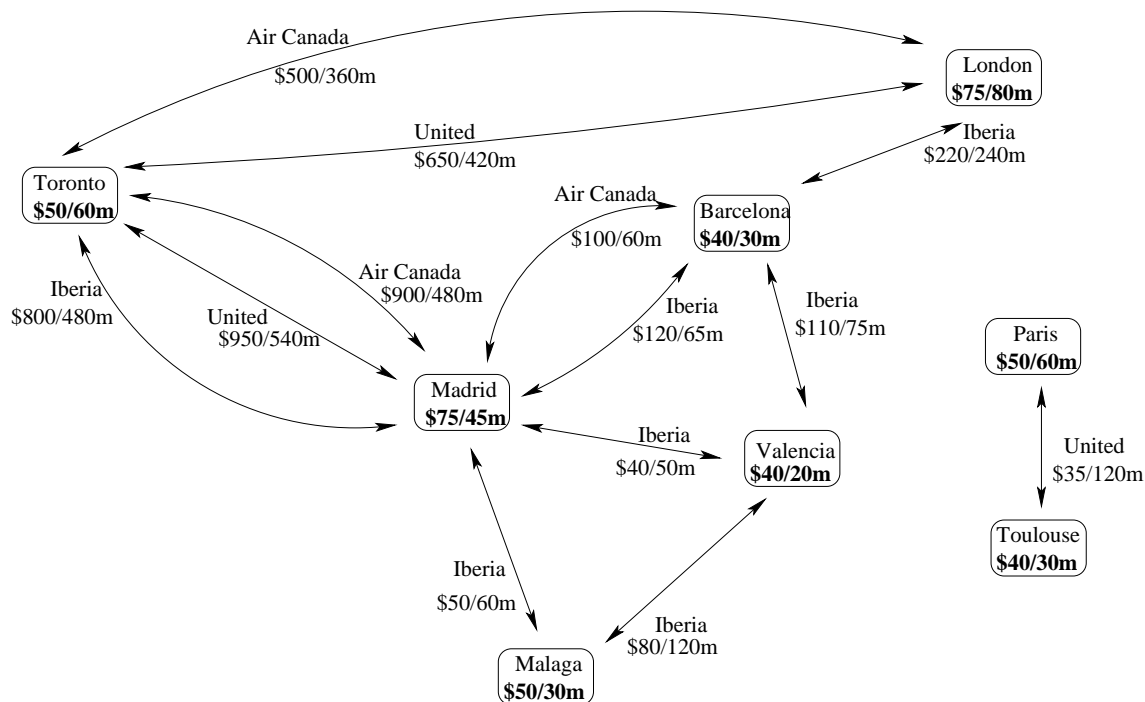 Air Canada
$500/360m
London
$75/80m
United
$650/420m
Iberia
$220/240m
Toronto
$50/60m
Air Canada
$100/60m
Barcelona
$40/30m
Iberia
$800/480m
Air Canada
$900/480m
United
$950/540m
Iberia
$120/65m
Iberia
$110/75m
Paris
$50/60m
Madrid
$75/45m
Iberia
$40/50m
Valencia
$40/20m
United
$35/120m
Toulouse
$40/30m
Iberia
$50/60m
Iberia
$80/120m
Malaga
$50/30m